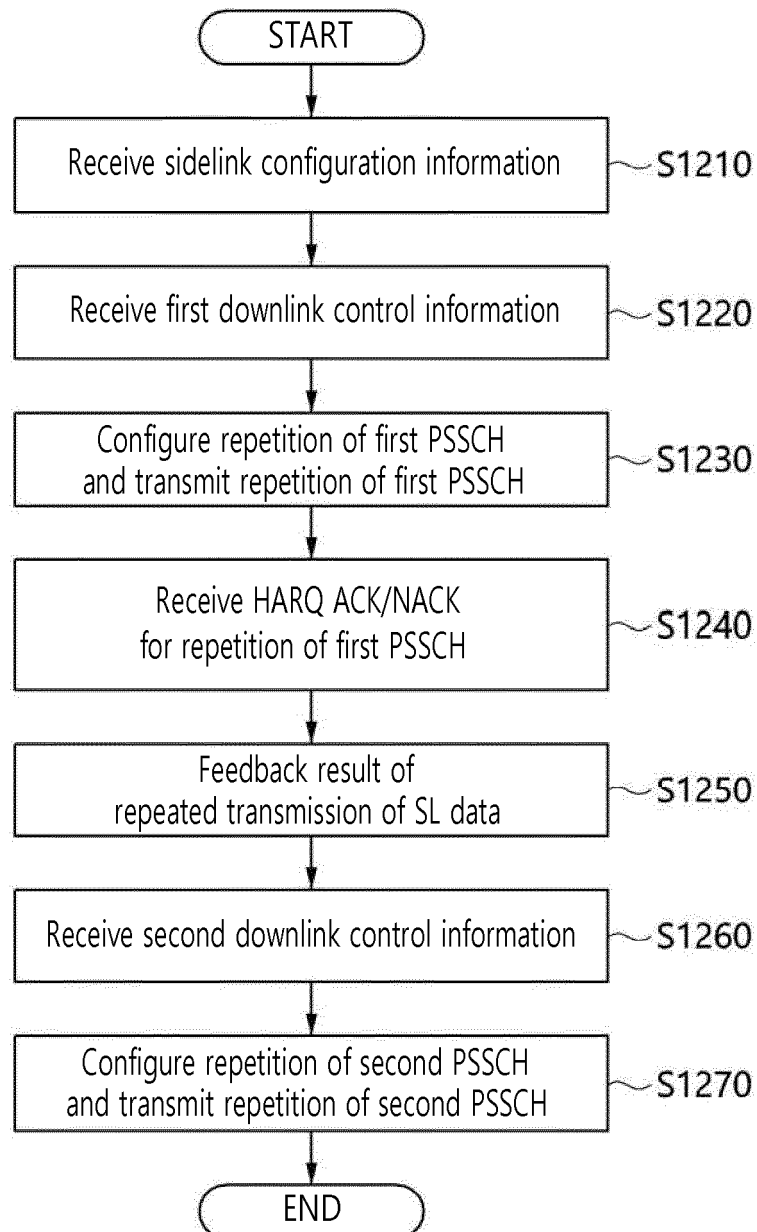 START
Receive sidelink configuration information
S1210
Receive first downlink control information
S1220
Configure repetition of first PSSCH
and transmit repetition of first PSSCH
S1230
Receive HARQ ACK/NACK
for repetition of first PSSCH
S1240
Feedback result of
repeated transmission of SL data
S1250
Receive second downlink control information
S1260
Configure repetition of second PSSCH
and transmit repetition of second PSSCH
S1270
END